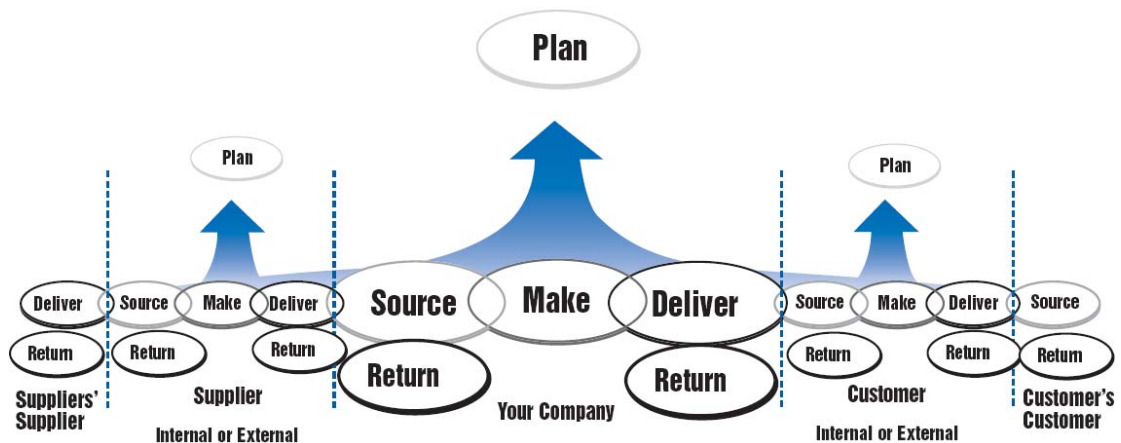 Plan
Plan
Plan
Deliver
Source
Make
Deliver
Source
Make
Deliver
Source
Make
Deliver
Source
Return
Return
Return
Return
Return
Return
Return
Return
Suppliers'
Supplier
Supplier
Internal or External
Your Company
Customer
Internal or External
Customer's
Customer